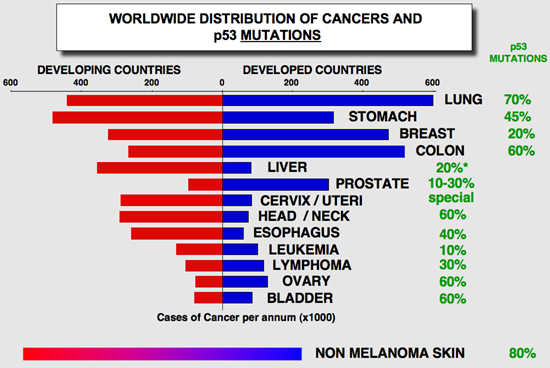 WORLDWIDE DISTRIBUTION OF CANCERS AND
p53 MUTATIONS
p53
MUTATIONS
DEVELOPING COUNTRIES
DEVELOPED COUNTRIES
600 400 200 0 200 400 600
LUNG 70%
STOMACH 45%
BREAST 20%
COLON 60%
LIVER 20%*
PROSTATE 10-30%
CERVIX / UTERI special
HEAD / NECK 60%
ESOPHAGUS 40%
LEUKEMIA 10%
LYMPHOMA 30%
OVARY 60%
BLADDER 60%
Cases of Cancer per annum (x1000)
NON MELANOMA SKIN 80%